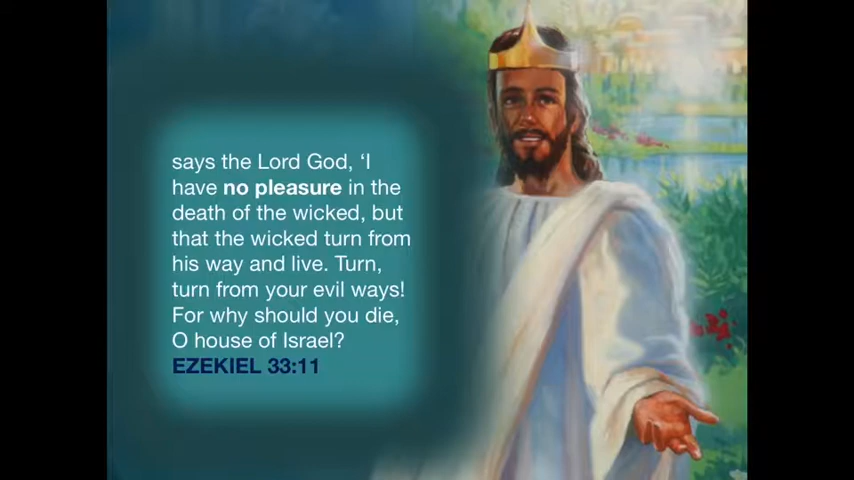 says the Lord God, ‘I
have no pleasure in the
death of the wicked, but
that the wicked turn from
his way and live. Turn,
turn from your evil ways!
For why should you die,
O house of Israel?
EZEKIEL 33:11